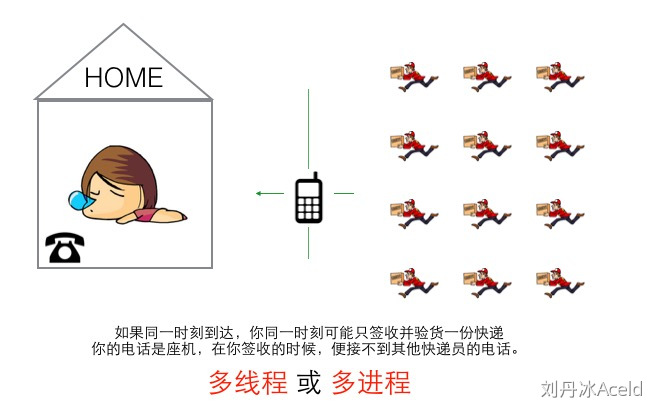 HOME
如果同一时刻到达，你同一时刻可能只签收并验货一份快递
你的电话是座机，在你签收的时候，便接不到其他快递员的电话。
多线程 或 多进程
刘丹冰Aceld